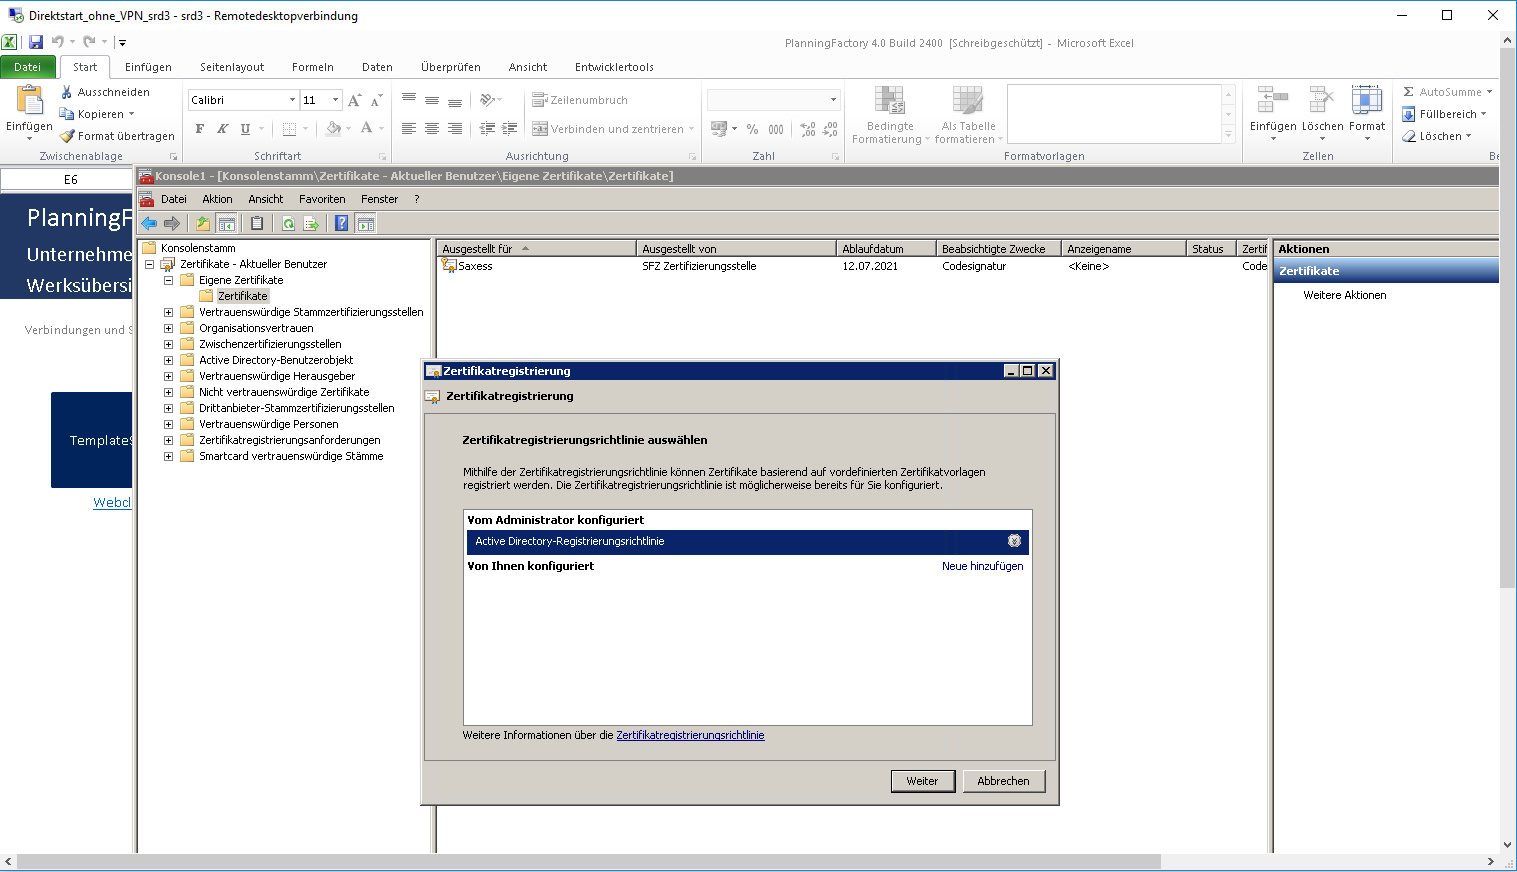 Direktstart_ohne_VPN_srd3 - srd3 - Remotedesktopverbindung
PlanningFactory 4.0 Build 2400 [Schreibgeschützt] - Microsoft Excel
Datei Start Einfügen Seitenlayout Formeln Daten Überprüfen Ansicht Entwicklertools
Einfügen
Ausschneiden
Kopieren
Format übertragen
Zwischenablage
Calibri 11
F K U
Schriftart
Zeilenumbruch
Verbinden und zentrieren
Ausrichtung
% 000
Zahl
Bedingte Formatierung
Als Tabelle formatieren
Formatvorlagen
Einfügen Löschen Format
Zellen
AutoSumme
Füllbereich
Löschen
E6
PlanningF
Unternehme
Werksübersi
Verbindungen und S
TemplateS
Webcl
Konsole1 - [Konsolenstamm\Zertifikate - Aktueller Benutzer\Eigene Zertifikate\Zertifikate]
Datei Aktion Ansicht Favoriten Fenster ?
Konsolenstamm
Zertifikate - Aktueller Benutzer
Eigene Zertifikate
Zertifikate
Vertrauenswürdige Stammzertifizierungsstellen
Organisationsvertrauen
Zwischenzertifizierungsstellen
Active Directory-Benutzerobjekt
Vertrauenswürdige Herausgeber
Nicht vertrauenswürdige Zertifikate
Drittanbieter-Stammzertifizierungsstellen
Vertrauenswürdige Personen
Zertifikatregistrierungsanforderungen
Smartcard vertrauenswürdige Stämme
Ausgestellt für Ausgestellt von Ablaufdatum Beabsichtigte Zwecke Anzeigename Status Zertif
Saxess SFZ Zertifizierungsstelle 12.07.2021 Codesignatur <Keine> Code
Aktionen
Zertifikate
Weitere Aktionen
Zertifikatregistrierung
Zertifikatregistrierung
Zertifikatregistrierungsrichtlinie auswählen
Mithilfe der Zertifikatregistrierungsrichtlinie können Zertifikate basierend auf vordefinierten Zertifikatvorlagen
registriert werden. Die Zertifikatregistrierungsrichtlinie ist möglicherweise bereits für Sie konfiguriert.
Vom Administrator konfiguriert
Active Directory-Registrierungsrichtlinie
Von Ihnen konfiguriert Neue hinzufügen
Weitere Informationen über die Zertifikatregistrierungsrichtlinie
Weiter Abbrechen